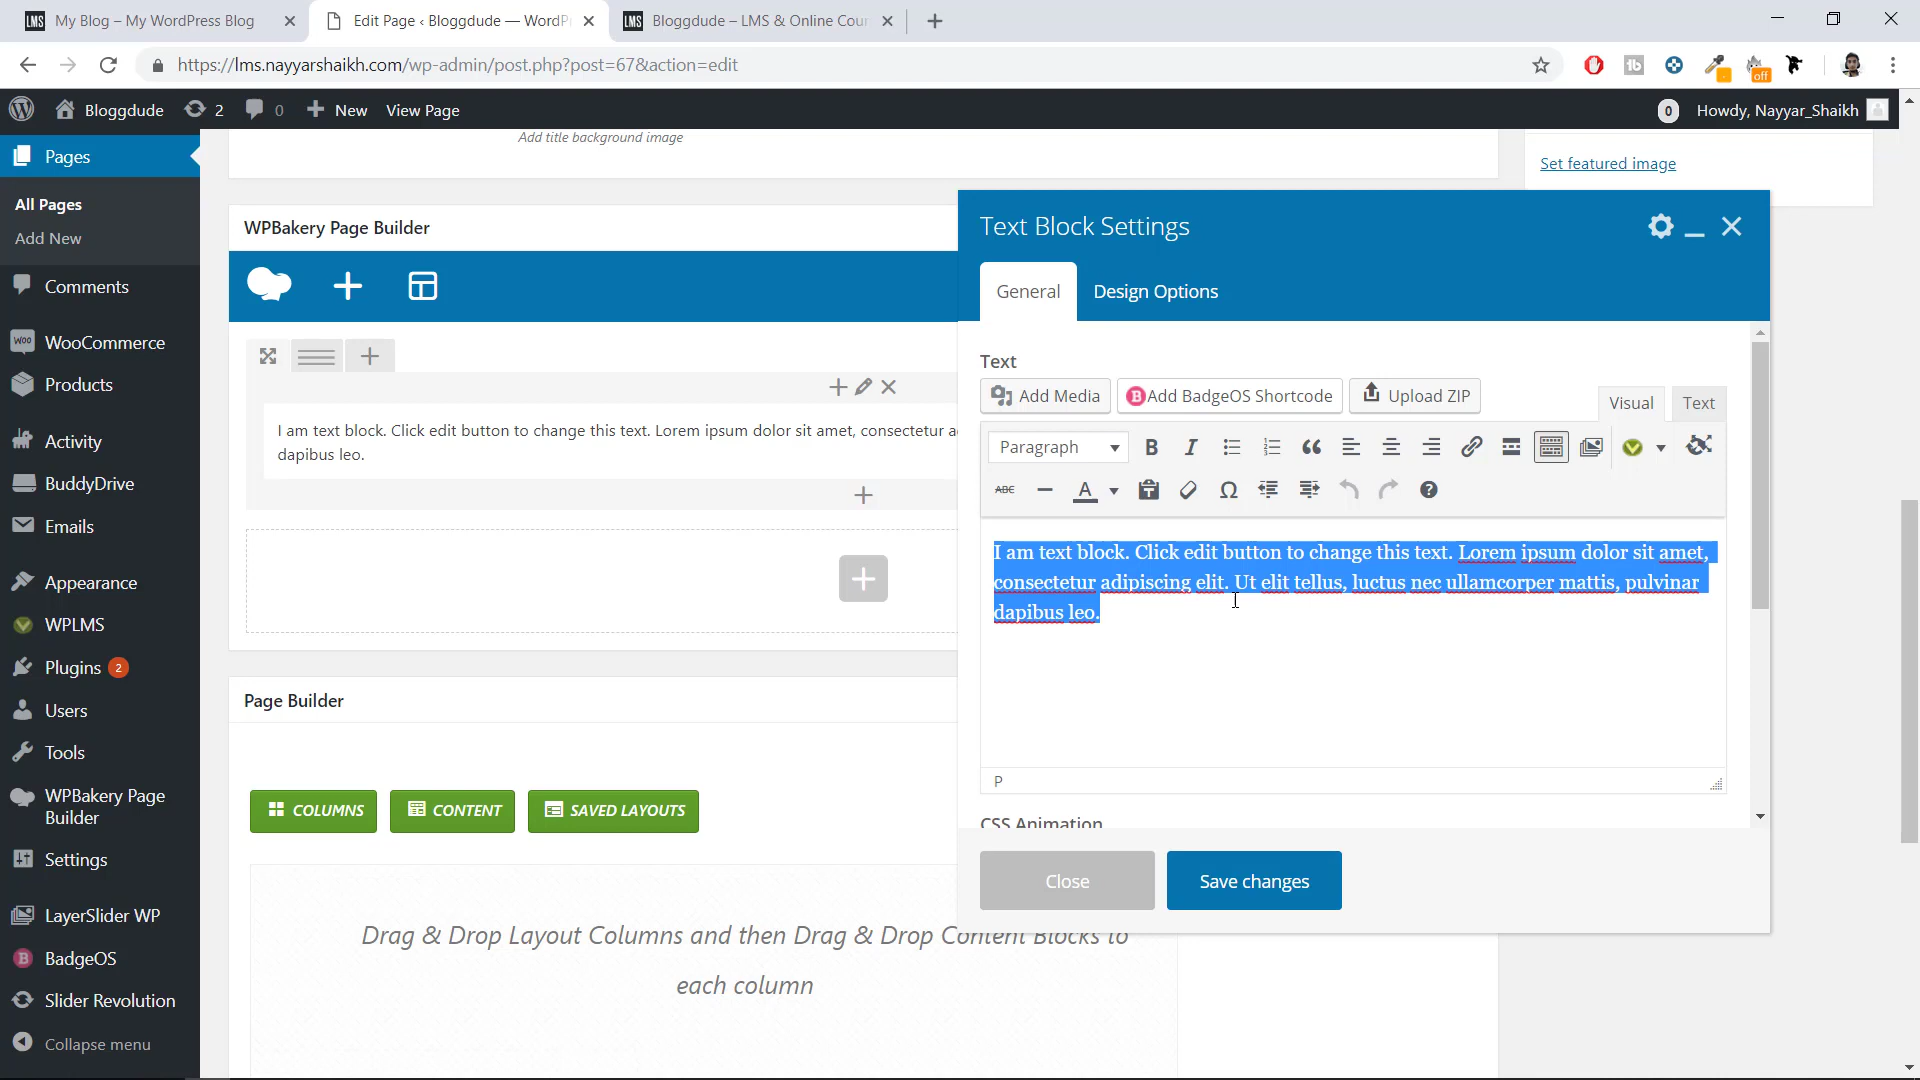 LMS My Blog – My WordPress Blog
Edit Page ‹ Bloggdude — WordP
LMS Bloggdude – LMS & Online Cour
https://lms.nayyarshaikh.com/wp-admin/post.php?post=67&action=edit
off
Bloggdude 2 0 New View Page
0 Howdy, Nayyar_Shaikh
Pages
All Pages
Add New
Comments
WooCommerce
Products
Activity
BuddyDrive
Emails
Appearance
WPLMS
Plugins 2
Users
Tools
WPBakery Page
Builder
Settings
LayerSlider WP
BadgeOS
Slider Revolution
Collapse menu
Add title background image
Set featured image
WPBakery Page Builder
I am text block. Click edit button to change this text. Lorem ipsum dolor sit amet, consectetur a
dapibus leo.
Page Builder
COLUMNS
CONTENT
SAVED LAYOUTS
Drag & Drop Layout Columns and then Drag & Drop Content Blocks to
each column
Text Block Settings
General
Design Options
Text
Add Media
B Add BadgeOS Shortcode
Upload ZIP
Visual
Text
Paragraph
B I
ABC
A Ω
I am text block. Click edit button to change this text. Lorem ipsum dolor sit amet,
consectetur adipiscing elit. Ut elit tellus, luctus nec ullamcorper mattis, pulvinar
dapibus leo.
P
CSS Animation
Close
Save changes